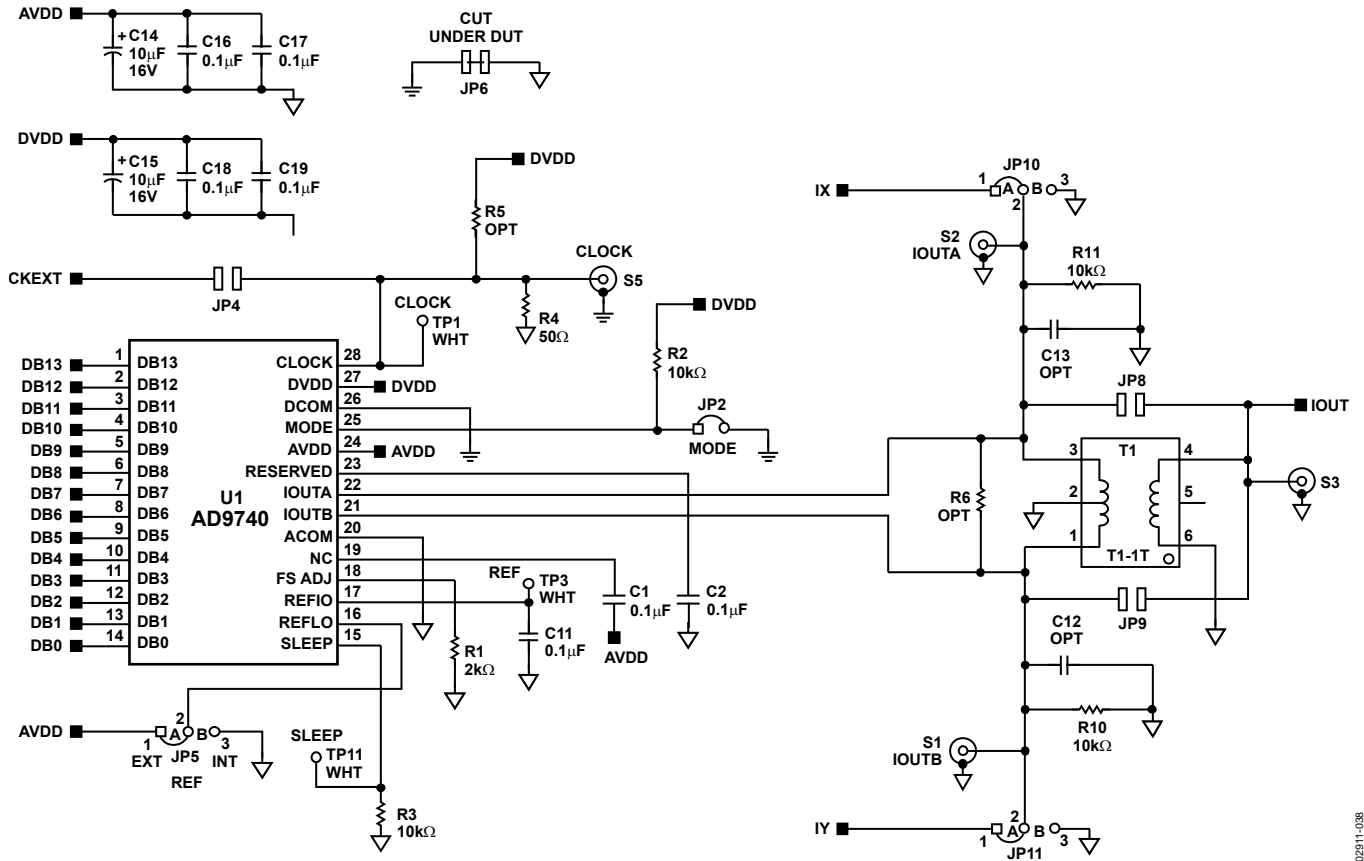 AVDD
+C14
10µF
16V
C16
0.1µF
C17
0.1µF
CUT
UNDER DUT
JP6
DVDD
+C15
10µF
16V
C18
0.1µF
C19
0.1µF
DVDD
R5
OPT
CKEXT
JP4
CLOCK
S5
CLOCK
TP1
WHT
R4
50Ω
DVDD
R2
10kΩ
JP2
MODE
DB13 1 DB13
DB12 2 DB12
DB11 3 DB11
DB10 4 DB10
DB9 5 DB9
DB8 6 DB8
DB7 7 DB7
DB6 8 DB6
DB5 9 DB5
DB4 10 DB4
DB3 11 DB3
DB2 12 DB2
DB1 13 DB1
DB0 14 DB0
U1
AD9740
CLOCK 28
DVDD 27 DVDD
DCOM 26
MODE 25
AVDD 24 AVDD
RESERVED 23
IOUTA 22
IOUTB 21
ACOM 20
NC 19
FS ADJ 18
REFIO 17
REFLO 16
SLEEP 15
REF
TP3
WHT
C11
0.1µF
R1
2kΩ
C1
0.1µF
AVDD
C2
0.1µF
AVDD
1 A 2 B 3
EXT JP5 INT
REF
SLEEP
TP11
WHT
R3
10kΩ
JP10
IX
1 A B 3
2
S2
IOUTA
R11
10kΩ
C13
OPT
JP8
IOUT
R6
OPT
3 T1 4
2 5
1 6
T1-1T
S3
JP9
C12
OPT
R10
10kΩ
S1
IOUTB
IY
2
1 A B 3
JP11
02911-038